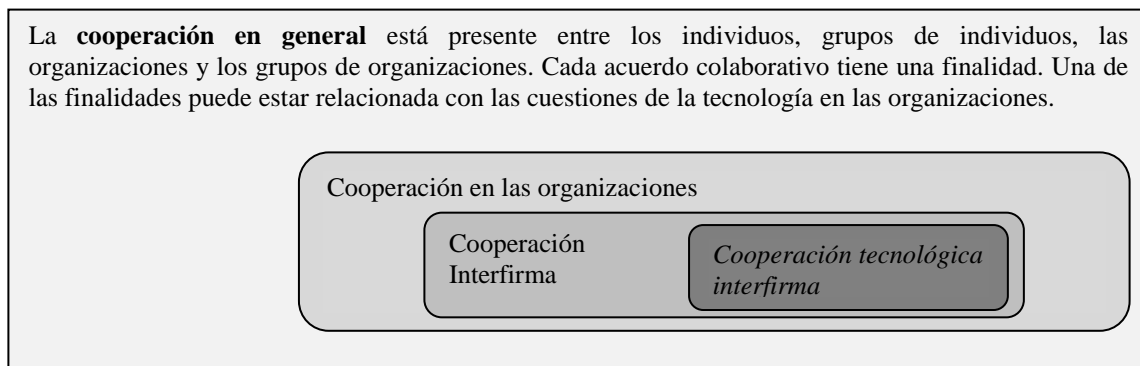 La cooperación en general está presente entre los individuos, grupos de individuos, las
organizaciones y los grupos de organizaciones. Cada acuerdo colaborativo tiene una finalidad. Una de
las finalidades puede estar relacionada con las cuestiones de la tecnología en las organizaciones.
Cooperación en las organizaciones
Cooperación
Interfirma
Cooperación tecnológica
interfirma